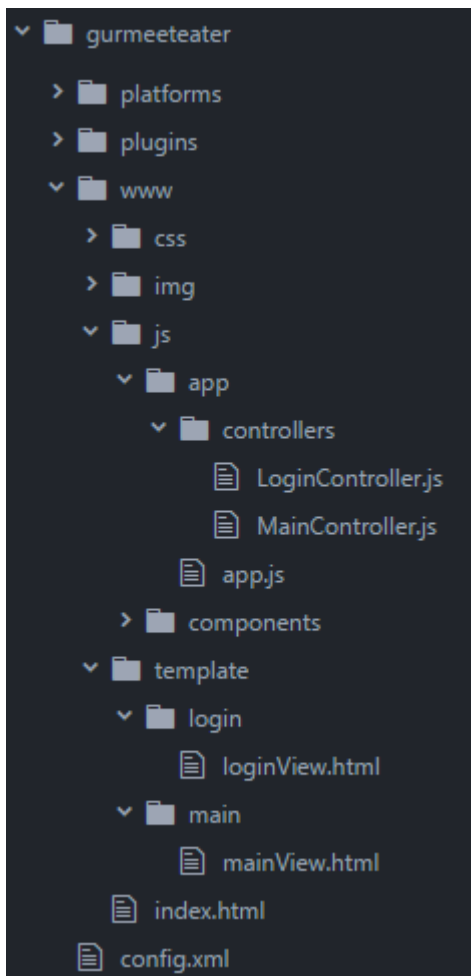 gurmeeteater
platforms
plugins
www
css
img
js
app
controllers
LoginController.js
MainController.js
app.js
components
template
login
loginView.html
main
mainView.html
index.html
config.xml